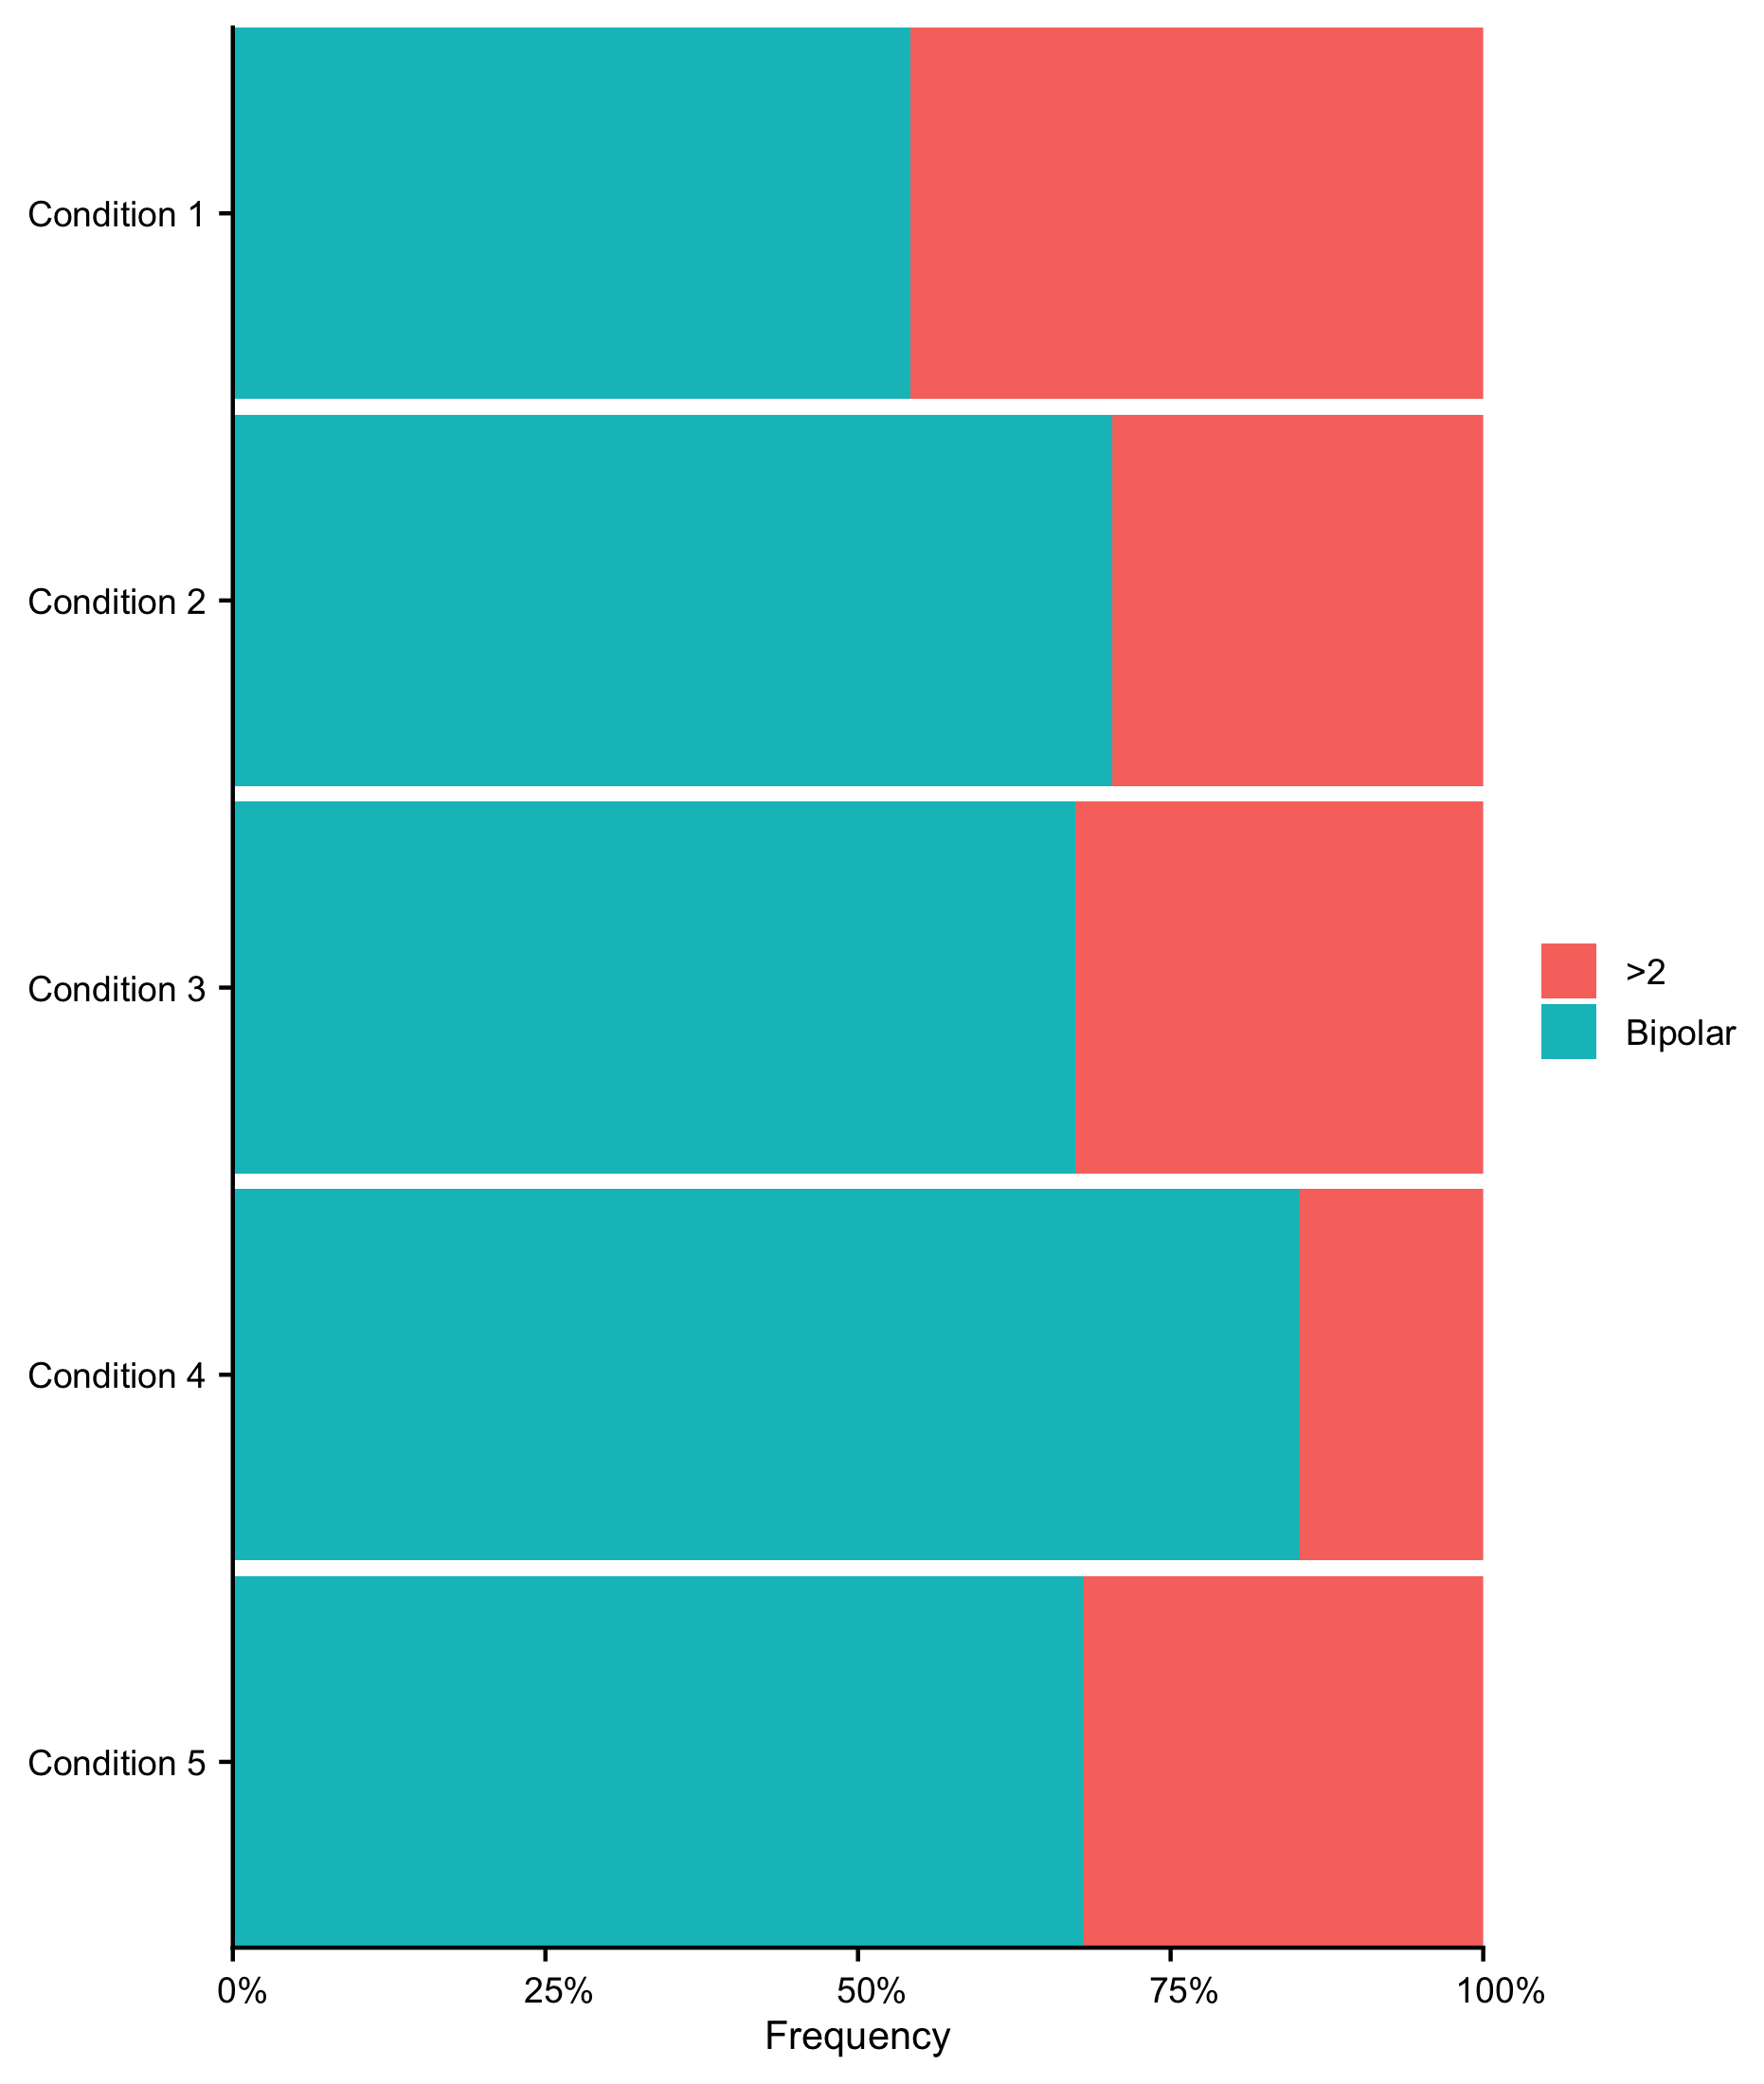 Condition 1
Condition 2
Condition 3
Condition 4
Condition 5
0% 25% 50% 75% 100%
Frequency
>2
Bipolar